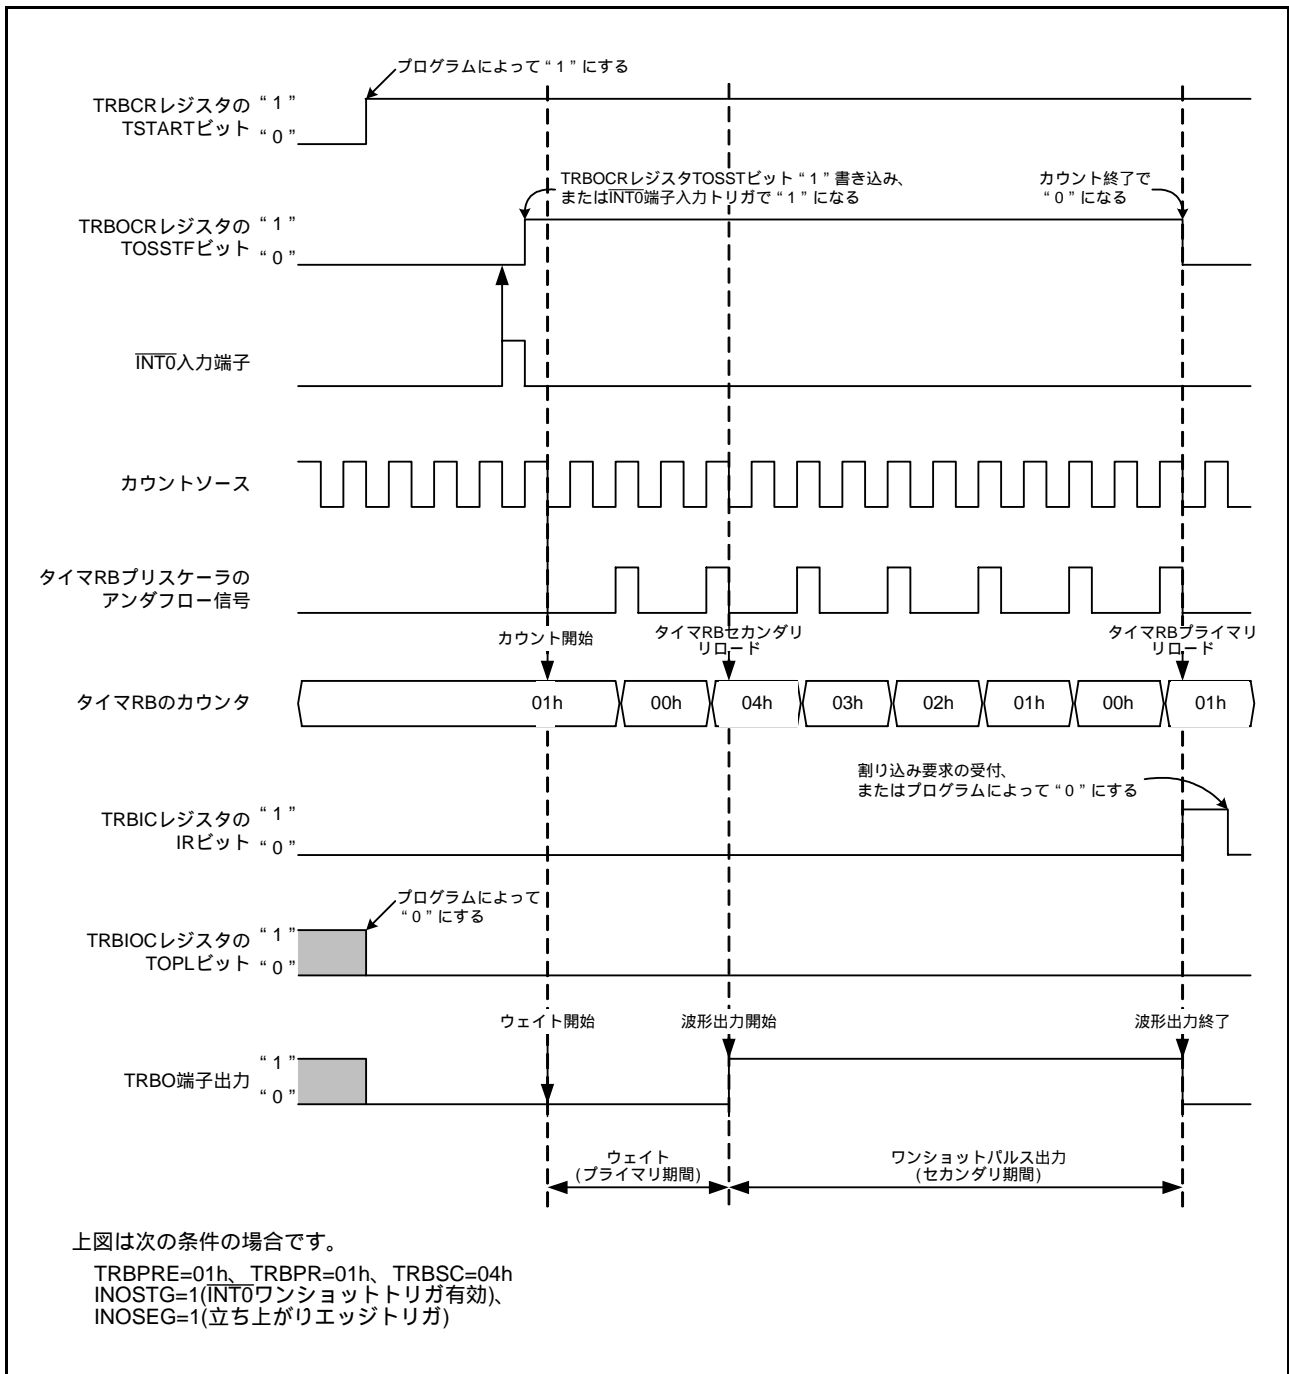 プログラムによって“1”にする
TRBCRレジスタの
TSTARTビット
“1”
“0”
TRBOCRレジスタTOSSTビット“1”書き込み、
またはINT0端子入力トリガで“1”になる
カウント終了で
“0”になる
TRBOCRレジスタの
TOSSTFビット
“1”
“0”
INT0入力端子
カウントソース
タイマRBプリスケーラの
アンダフロー信号
カウント開始
タイマRBセカンダリ
リロード
タイマRBプライマリ
リロード
タイマRBのカウンタ
01h 00h 04h 03h 02h 01h 00h 01h
割り込み要求の受付、
またはプログラムによって“0”にする
TRBICレジスタの
IRビット
“1”
“0”
プログラムによって
“0”にする
TRBIOCレジスタの
TOPLビット
“1”
“0”
ウェイト開始
波形出力開始
波形出力終了
TRBO端子出力
“1”
“0”
ウェイト
(プライマリ期間)
ワンショットパルス出力
(セカンダリ期間)
上図は次の条件の場合です。
TRBPRE=01h、TRBPR=01h、TRBSC=04h
INOSTG=1(INT0ワンショットトリガ有効)、
INOSEG=1(立ち上がりエッジトリガ)